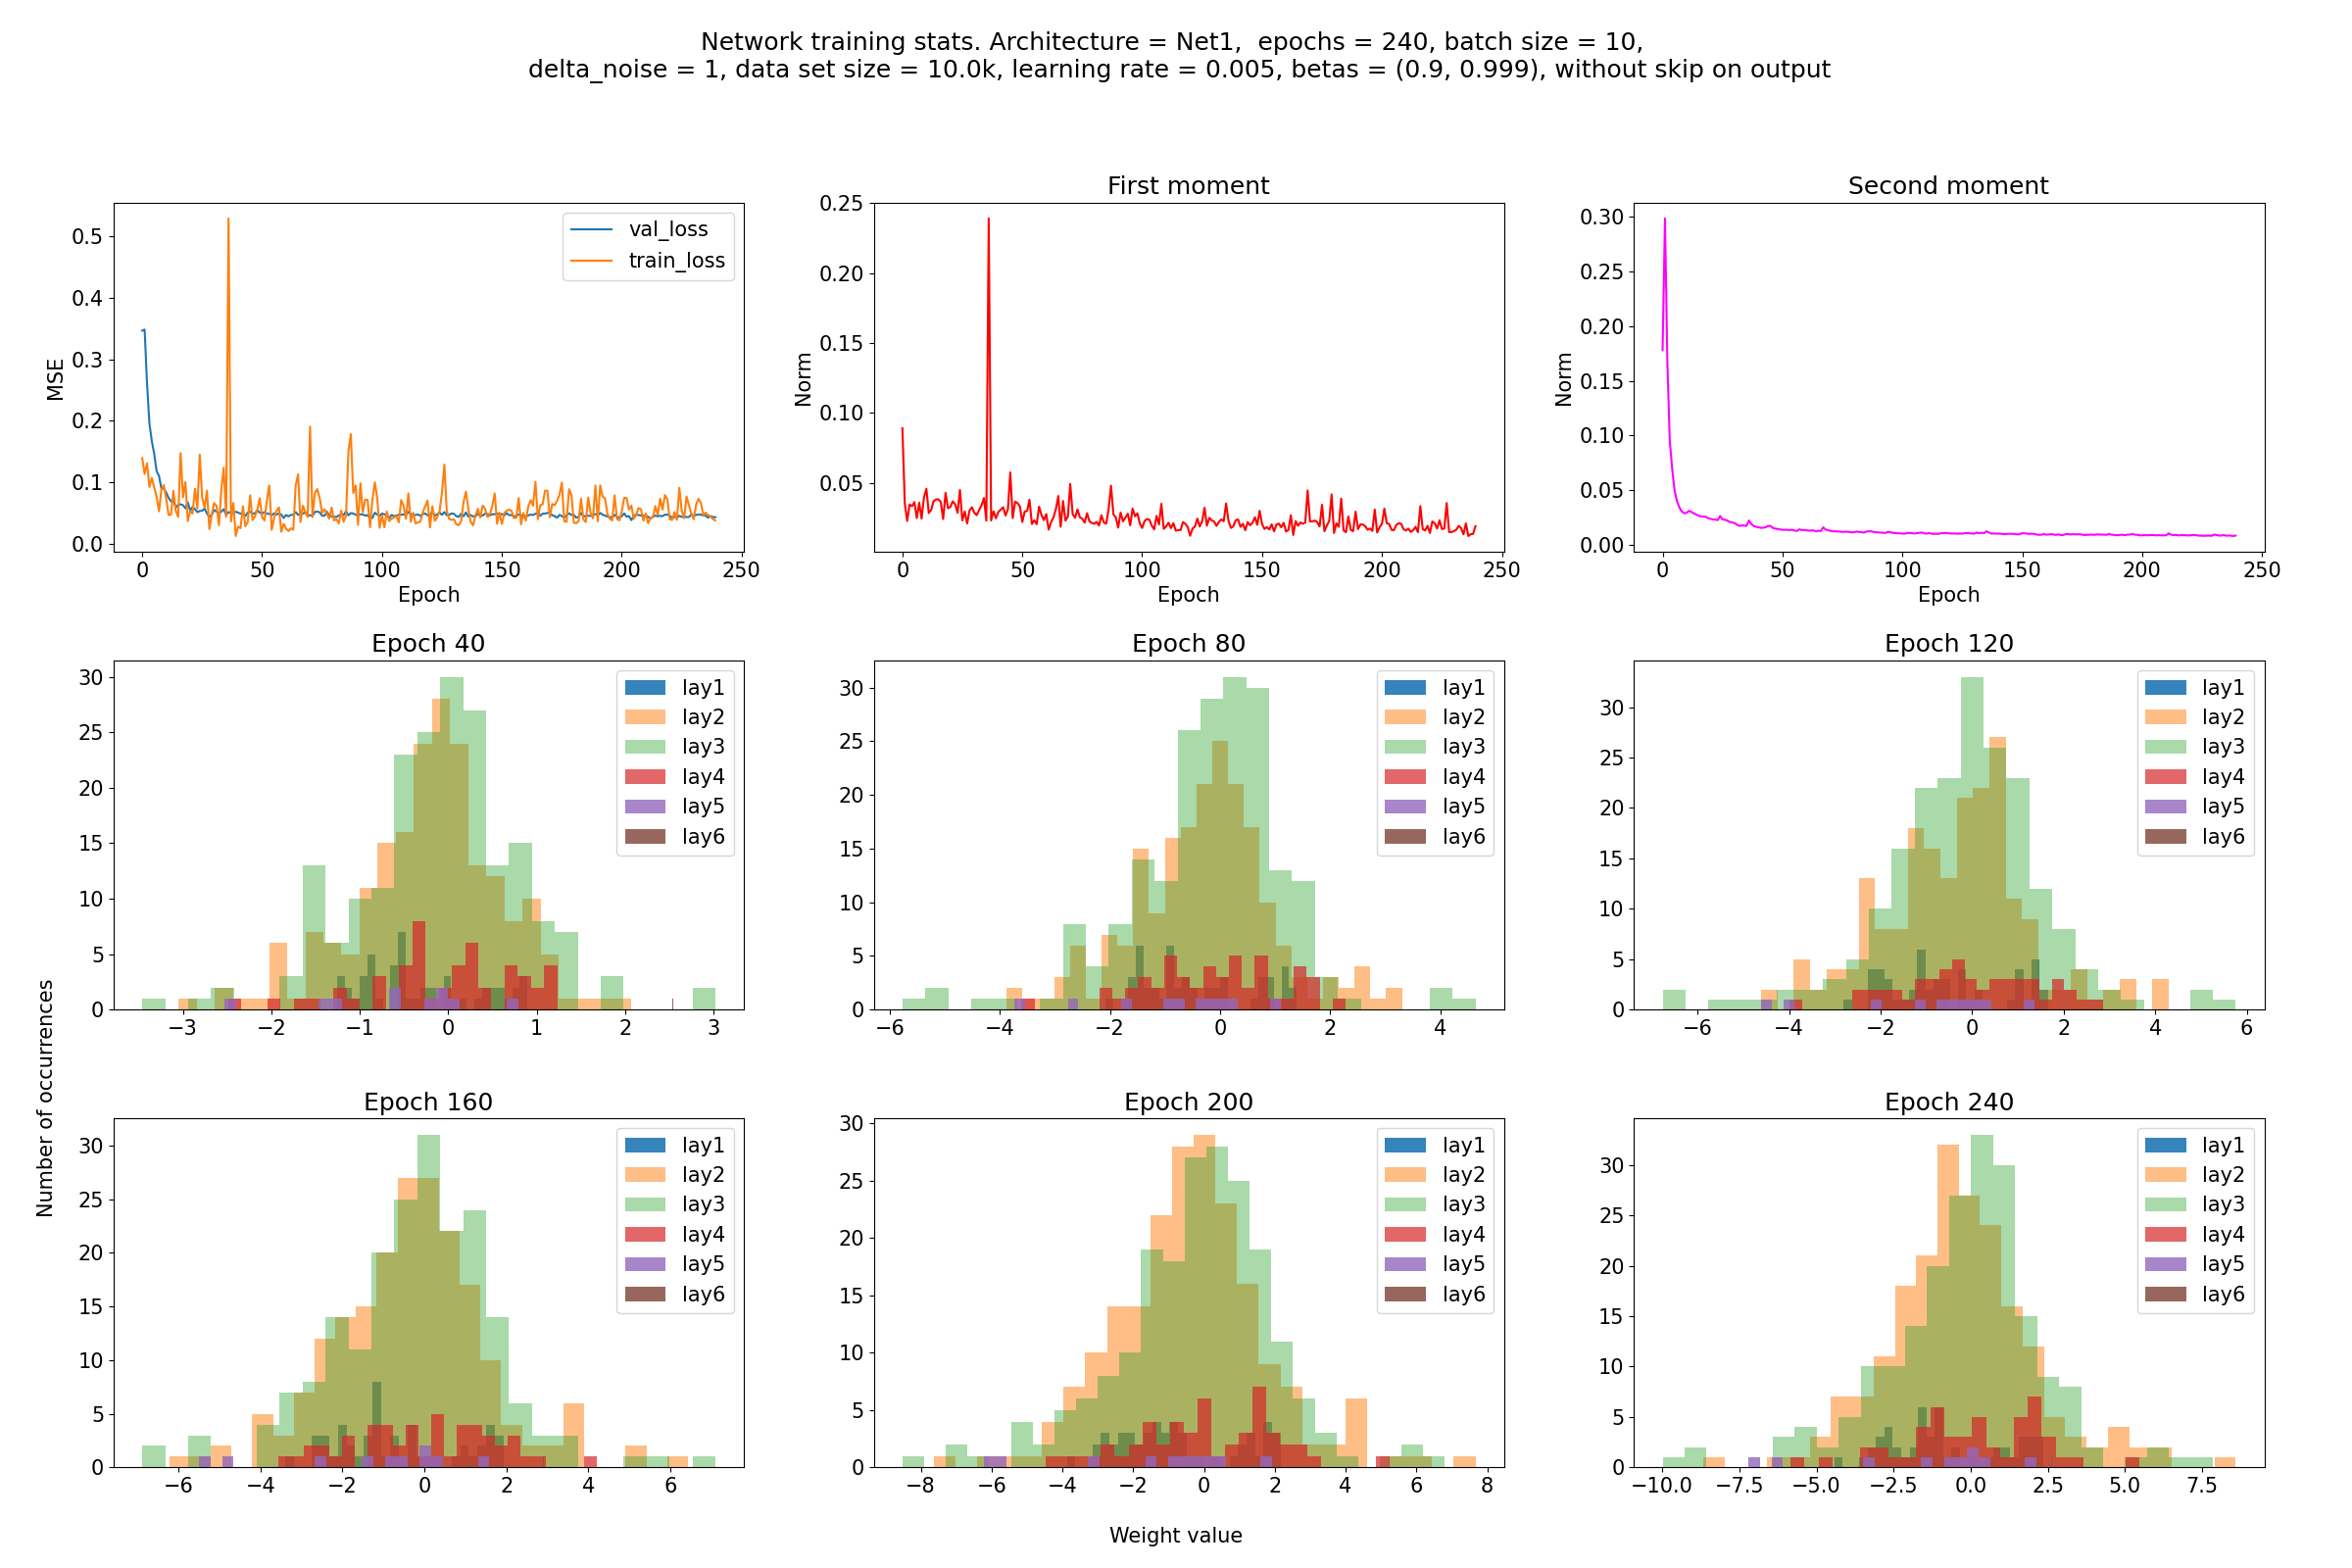 Network training stats. Architecture = Net1,  epochs = 240, batch size = 10,
delta_noise = 1, data set size = 10.0k, learning rate = 0.005, betas = (0.9, 0.999), without skip on output
MSE
0.5
0.4
0.3
0.2
0.1
0.0
val_loss
train_loss
0 50 100 150 200 250
Epoch
First moment
Norm
0.25
0.20
0.15
0.10
0.05
0 50 100 150 200 250
Epoch
Second moment
Norm
0.30
0.25
0.20
0.15
0.10
0.05
0.00
0 50 100 150 200 250
Epoch
Number of occurrences
Epoch 40
30
25
20
15
10
5
0
lay1
lay2
lay3
lay4
lay5
lay6
−3 −2 −1 0 1 2 3
Epoch 80
30
25
20
15
10
5
0
lay1
lay2
lay3
lay4
lay5
lay6
−6 −4 −2 0 2 4
Epoch 120
30
25
20
15
10
5
0
lay1
lay2
lay3
lay4
lay5
lay6
−6 −4 −2 0 2 4 6
Epoch 160
30
25
20
15
10
5
0
lay1
lay2
lay3
lay4
lay5
lay6
−6 −4 −2 0 2 4 6
Epoch 200
30
25
20
15
10
5
0
lay1
lay2
lay3
lay4
lay5
lay6
−8 −6 −4 −2 0 2 4 6 8
Epoch 240
30
25
20
15
10
5
0
lay1
lay2
lay3
lay4
lay5
lay6
−10.0 −7.5 −5.0 −2.5 0.0 2.5 5.0 7.5
Weight value